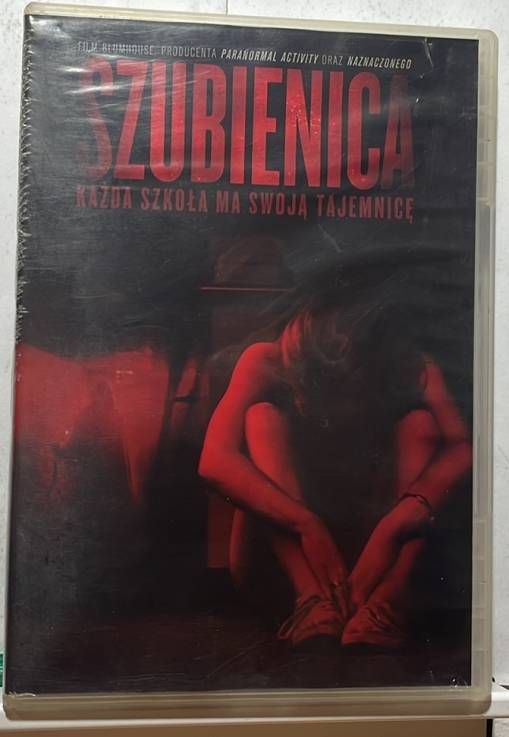 FILM BLUMHOUSE, PRODUCENTA PARANORMAL ACTIVITY ORAZ NAZNACZONEGO
SZUBIENICA
KAŻDA SZKOŁA MA SWOJĄ TAJEMNICĘ